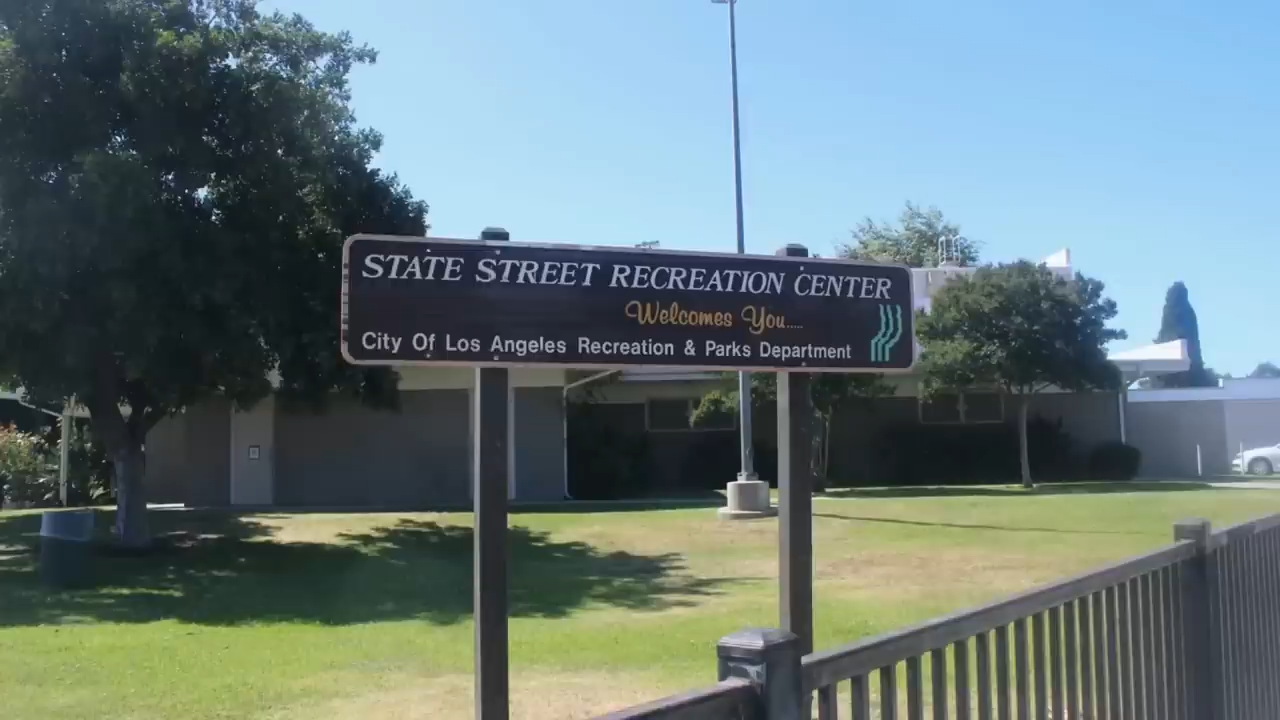 STATE STREET RECREATION CENTER
Welcomes You.....
City Of Los Angeles Recreation & Parks Department